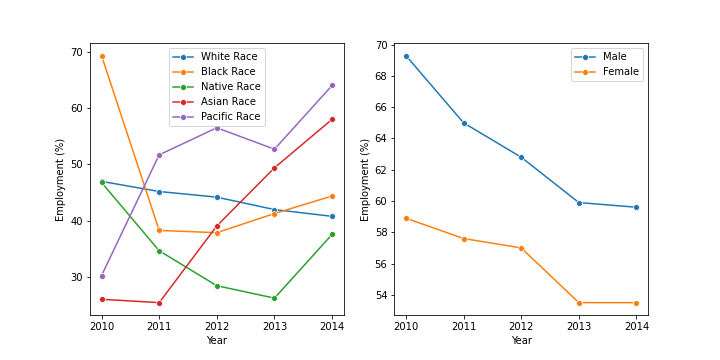 70
60
50
40
30
Employment (%)
2010 2011 2012 2013 2014
Year
White Race
Black Race
Native Race
Asian Race
Pacific Race
70
68
66
64
62
60
58
56
54
Employment (%)
2010 2011 2012 2013 2014
Year
Male
Female